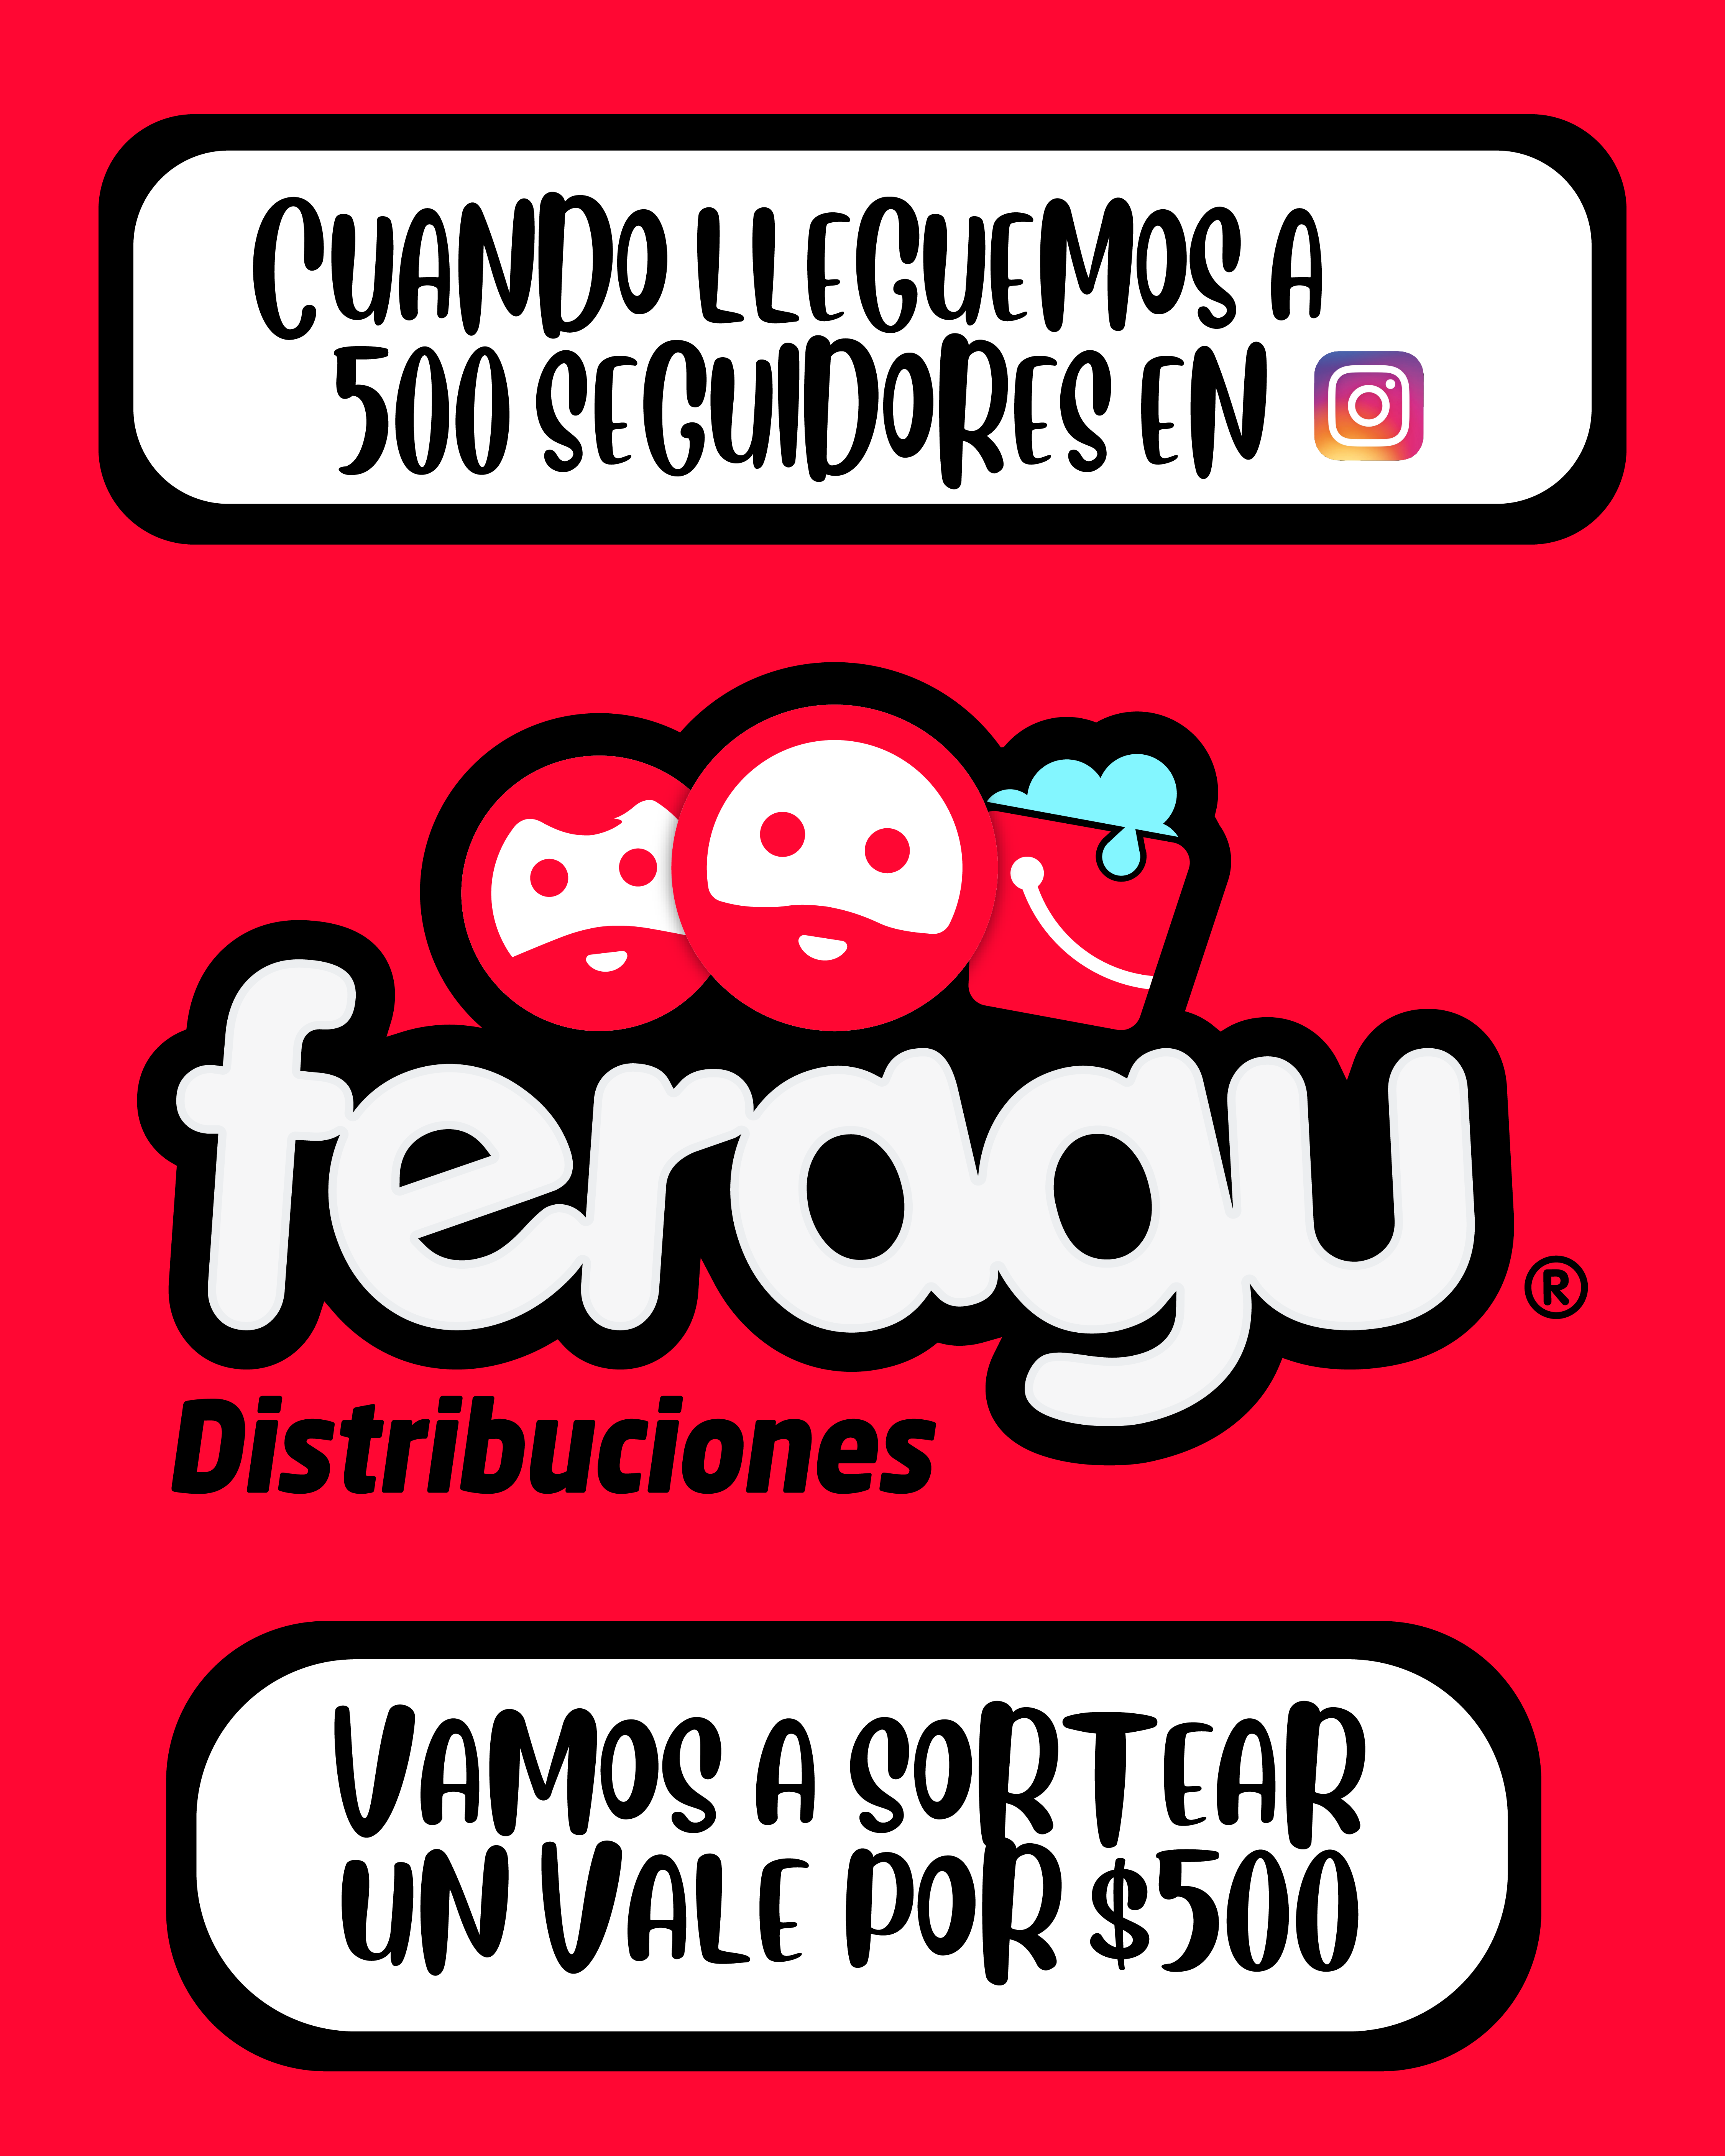 CUANDO LLEGUEMOS A
500 SEGUIDORES EN
feragu
®
Distribuciones
VAMOS A SORTEAR
UN VALE POR $500